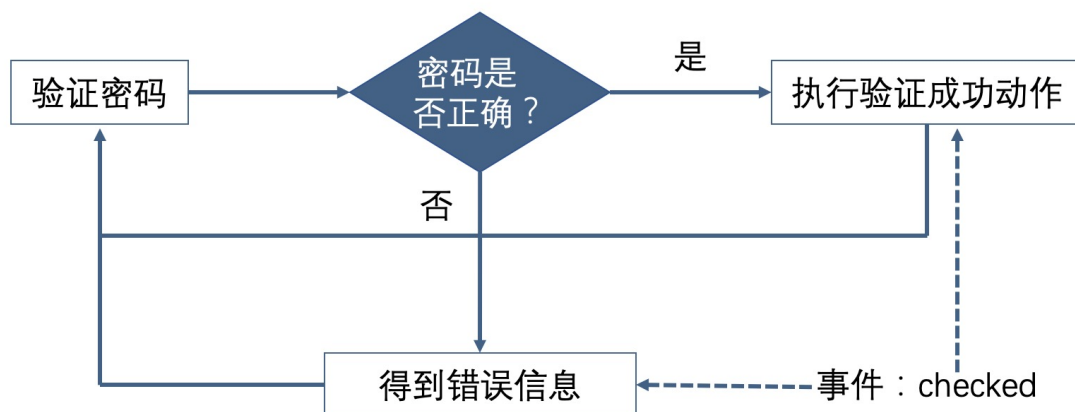 验证密码
密码是
否正确？
是
执行验证成功动作
否
得到错误信息
事件：checked